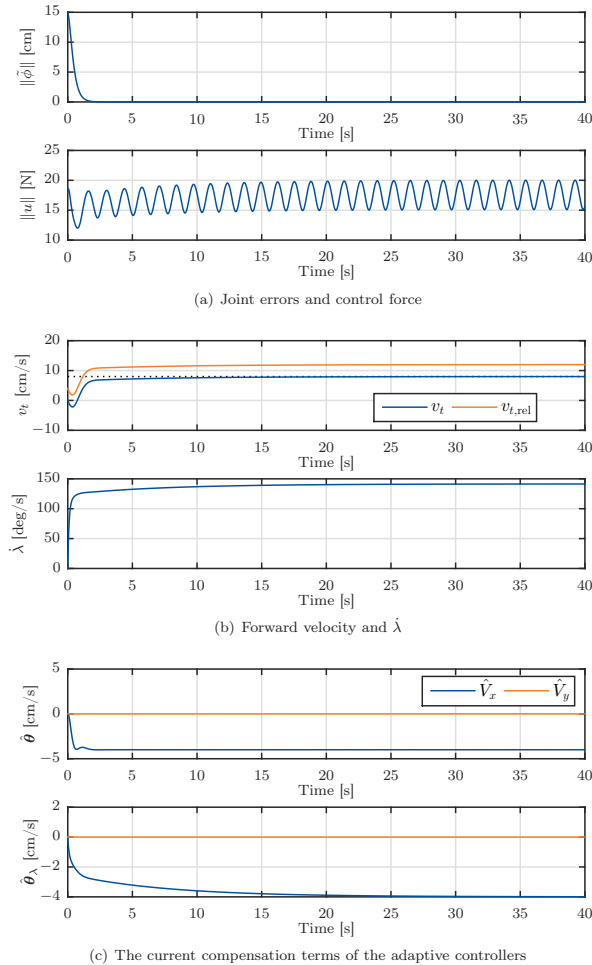 ‖ϕ̃‖ [cm]
15
10
5
0
0 5 10 15 20 25 30 35 40
Time [s]
‖u‖ [N]
25
20
15
10
0 5 10 15 20 25 30 35 40
Time [s]
(a) Joint errors and control force
v_t [cm/s]
20
10
0
−10
v_t v_{t,rel}
0 5 10 15 20 25 30 35 40
Time [s]
λ̇ [deg/s]
150
100
50
0
0 5 10 15 20 25 30 35 40
Time [s]
(b) Forward velocity and λ̇
θ̂ [cm/s]
5
0
-5
V̂_x V̂_y
0 5 10 15 20 25 30 35 40
Time [s]
θ̂_λ [cm/s]
2
0
−2
−4
0 5 10 15 20 25 30 35 40
Time [s]
(c) The current compensation terms of the adaptive controllers